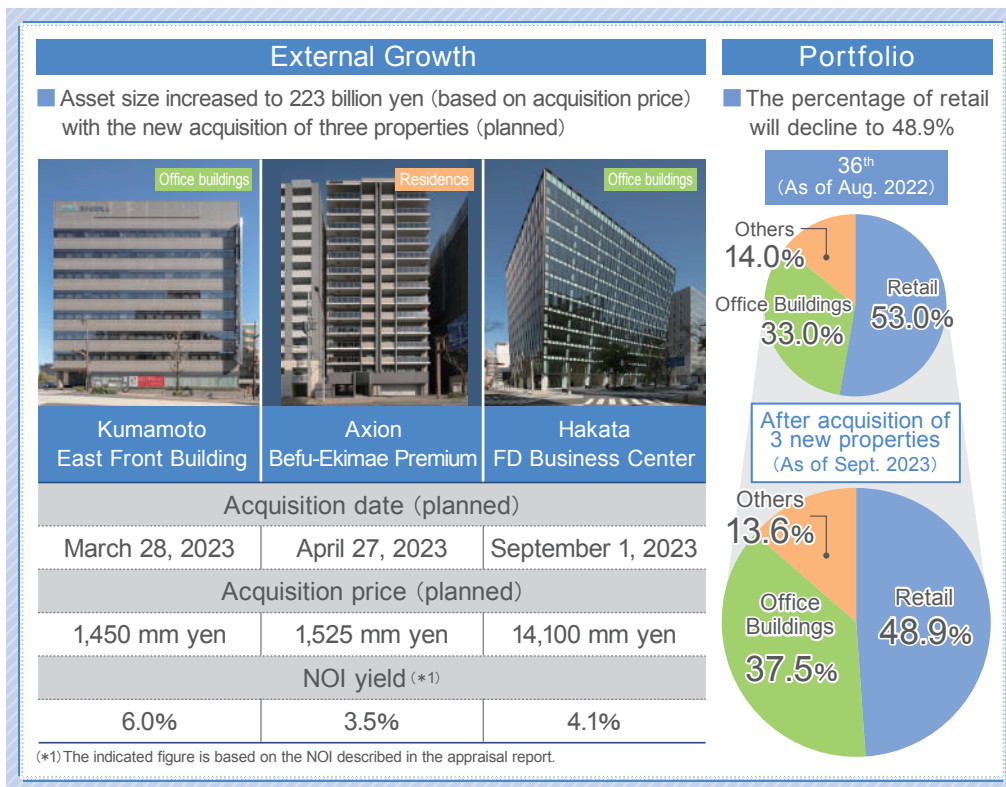 External Growth
■ Asset size increased to 223 billion yen (based on acquisition price)
with the new acquisition of three properties (planned)
Office buildings
Residence
Office buildings
Kumamoto
East Front Building
Axion
Befu-Ekimae Premium
Hakata
FD Business Center
Acquisition date (planned)
March 28, 2023
April 27, 2023
September 1, 2023
Acquisition price (planned)
1,450 mm yen
1,525 mm yen
14,100 mm yen
NOI yield (*1)
6.0%
3.5%
4.1%
(*1) The indicated figure is based on the NOI described in the appraisal report.
Portfolio
■ The percentage of retail
will decline to 48.9%
36th
(As of Aug. 2022)
Others
14.0%
Office Buildings
33.0%
Retail
53.0%
After acquisition of
3 new properties
(As of Sept. 2023)
Others
13.6%
Office
Buildings
37.5%
Retail
48.9%